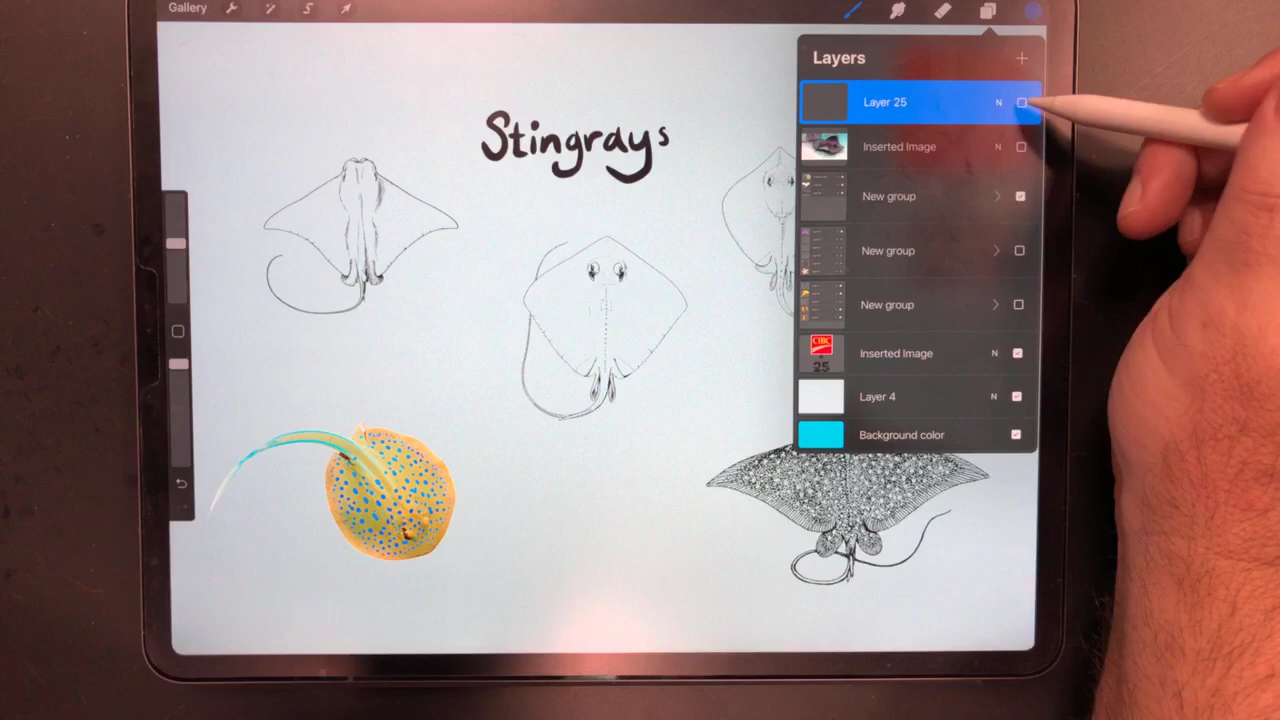 Gallery
Layers
Stingrays
Layer 25 N
Inserted Image N
New group
New group
New group
CIBC
25
Inserted Image N
Layer 4 N
Background color